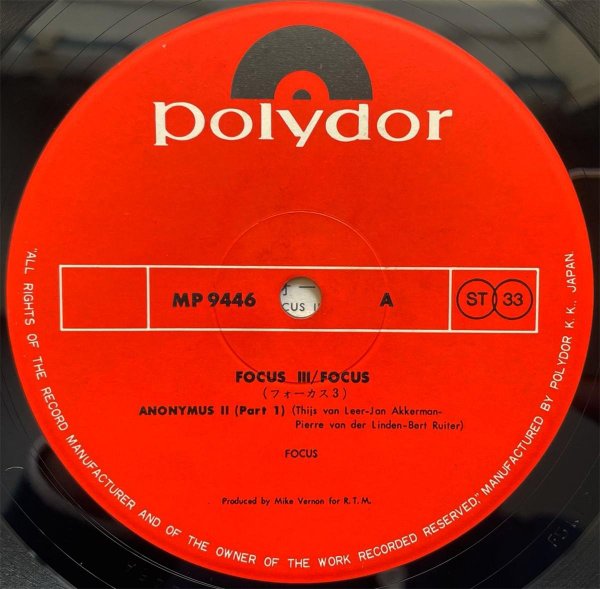 polydor
MP 9446 A ST 33
CUS II
FOCUS III/FOCUS
(フォーカス3)
ANONYMUS II (Part 1) (Thijs van Leer-Jan Akkerman-
Pierre van der Linden-Bert Ruiter)
FOCUS
Produced by Mike Vernon for R. T. M.
"ALL RIGHTS OF THE RECORD MANUFACTURER AND OF THE OWNER OF THE WORK RECORDED RESERVED," MANUFACTURED BY POLYDOR K. K., JAPAN.